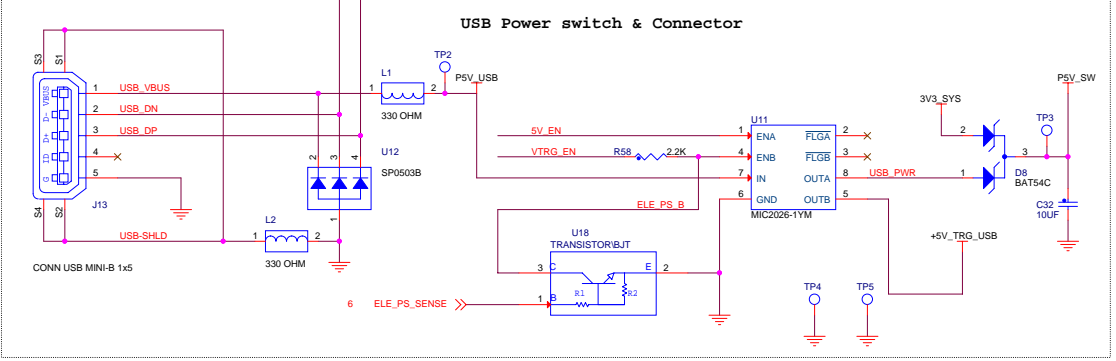 USB Power switch & Connector
S3
S1
TP2
L1
P5V_USB
P5V_SW
VBUS
1
USB_VBUS
1
2
330 OHM
3V3_SYS
U11
TP3
D-
2
USB_DN
D+
3
USB_DP
5V_EN
1
ENA
FLGA
2
2
ID
4
2
3
4
U12
SP0503B
VTRG_EN
R58
2.2K
4
ENB
FLGB
3
3
G
5
7
IN
OUTA
8
USB_PWR
1
D8
BAT54C
S4
S2
J13
1
ELE_PS_B
6
GND
OUTB
5
MIC2026-1YM
C32
10UF
USB-SHLD
L2
1
2
330 OHM
U18
TRANSISTOR\BJT
+5V_TRG_USB
CONN USB MINI-B 1x5
3
C
E
2
R1
R2
6
ELE_PS_SENSE
1
B
TP4
TP5